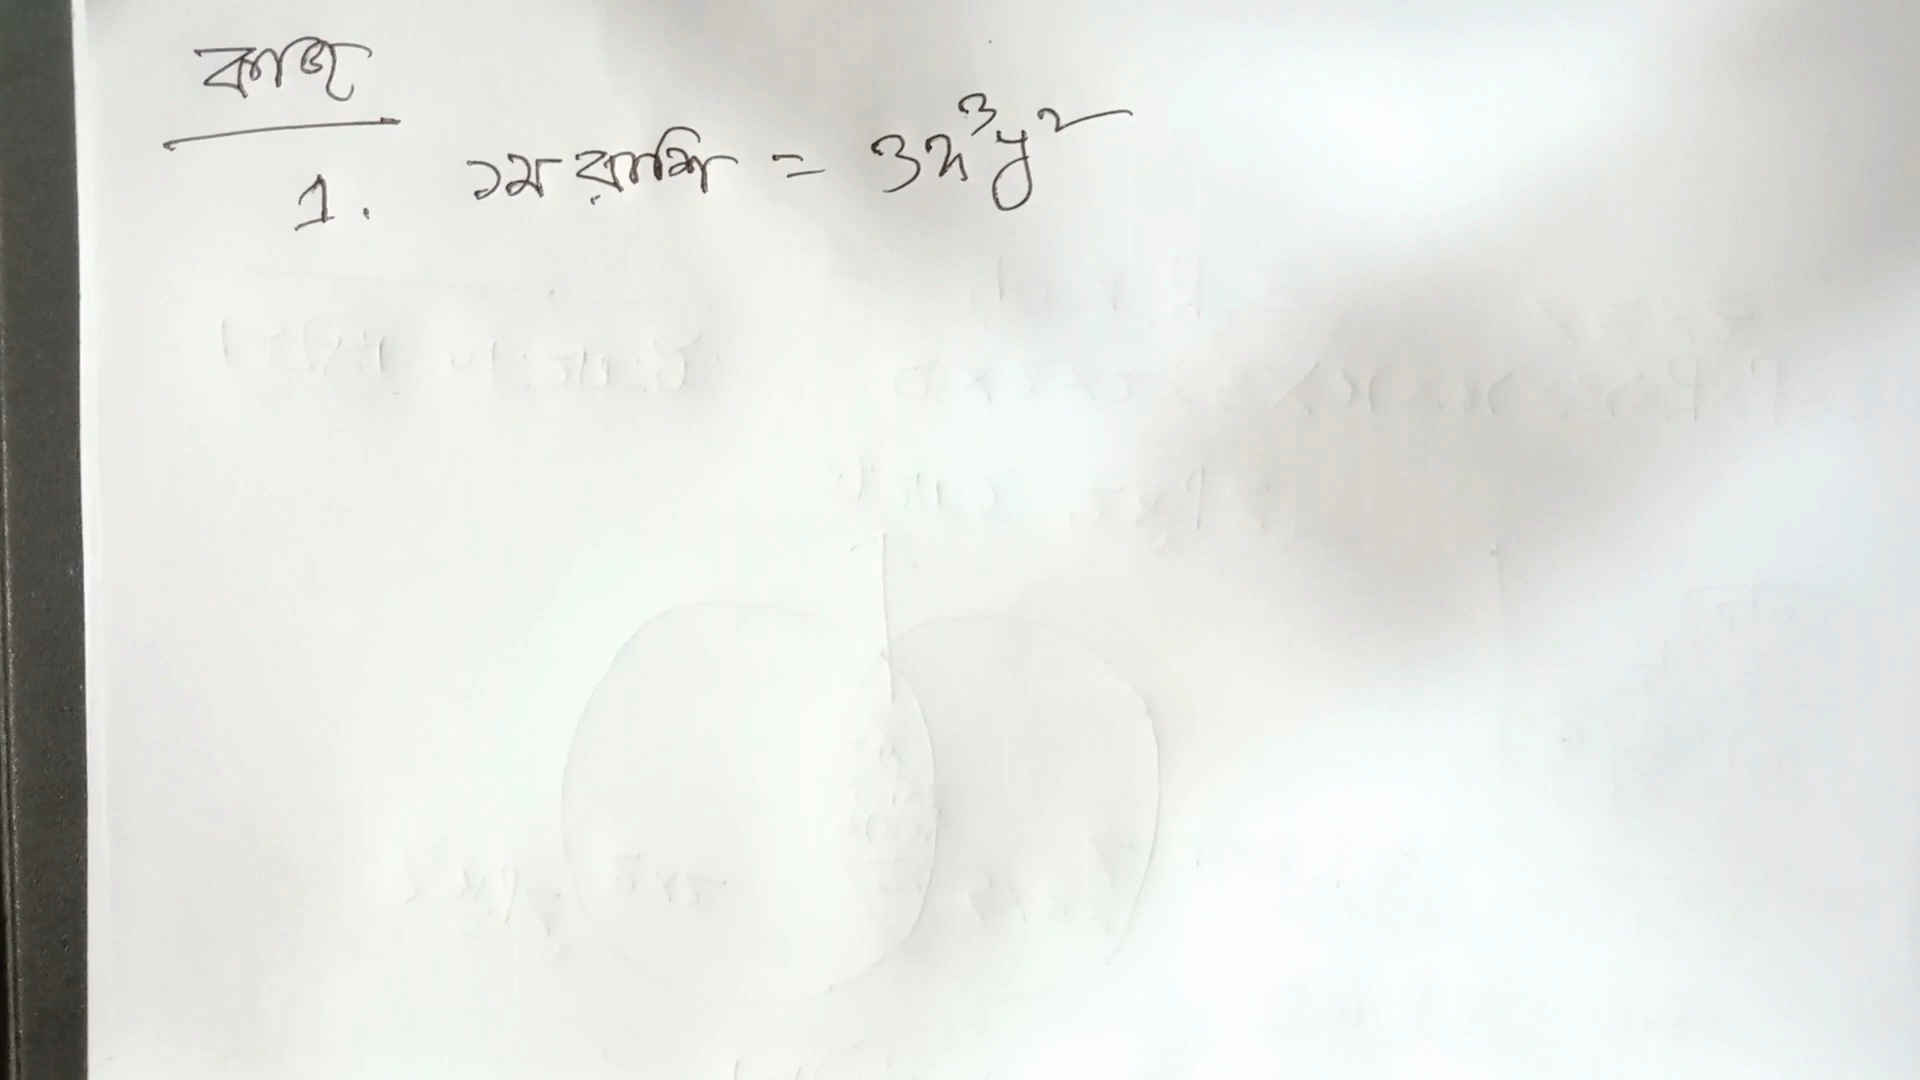 কাজ
1. ১ম রাশি = 3x³y²